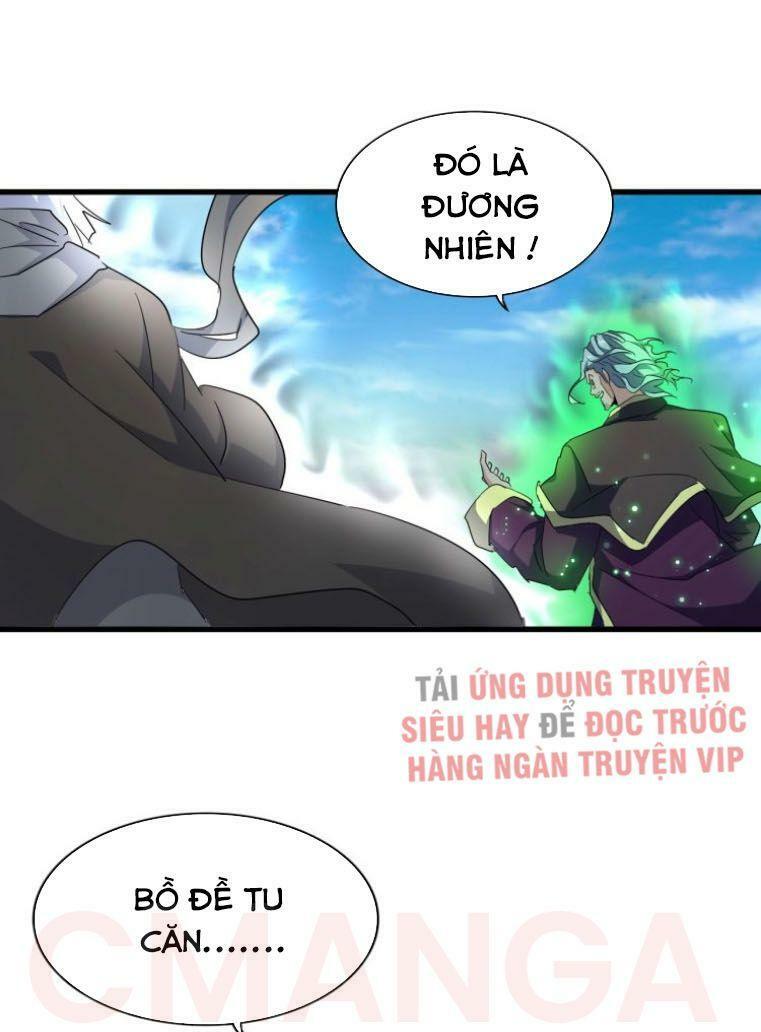 ĐÓ LÀ
ĐƯƠNG
NHIÊN !
TẢI ỨNG DỤNG TRUYỆN
SIÊU HAY ĐỂ ĐỌC TRƯỚC
HÀNG NGÀN TRUYỆN VIP
BỒ ĐỀ TU
CĂN.......
CMANGA